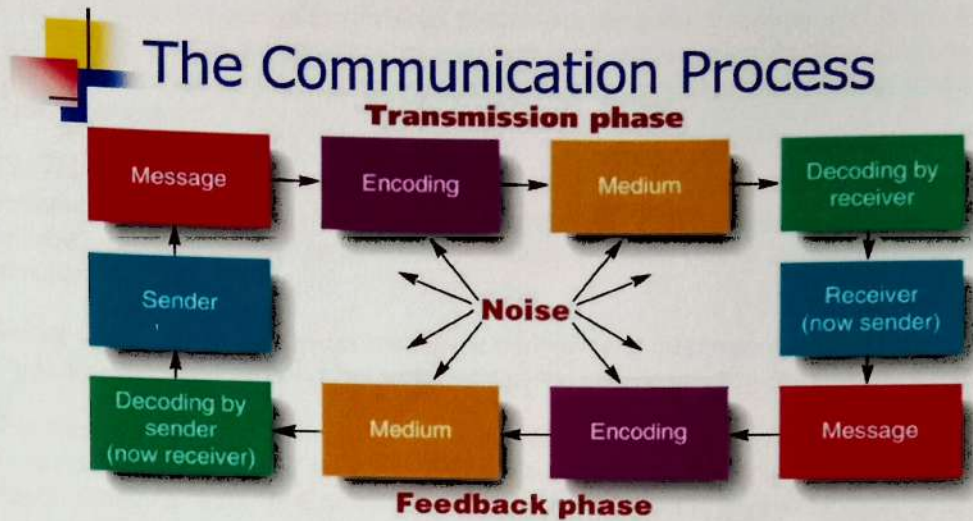 The Communication Process
Transmission phase
Message
Encoding
Medium
Decoding by
receiver
Sender
Noise
Receiver
(now sender)
Decoding by
sender
(now receiver)
Medium
Encoding
Message
Feedback phase